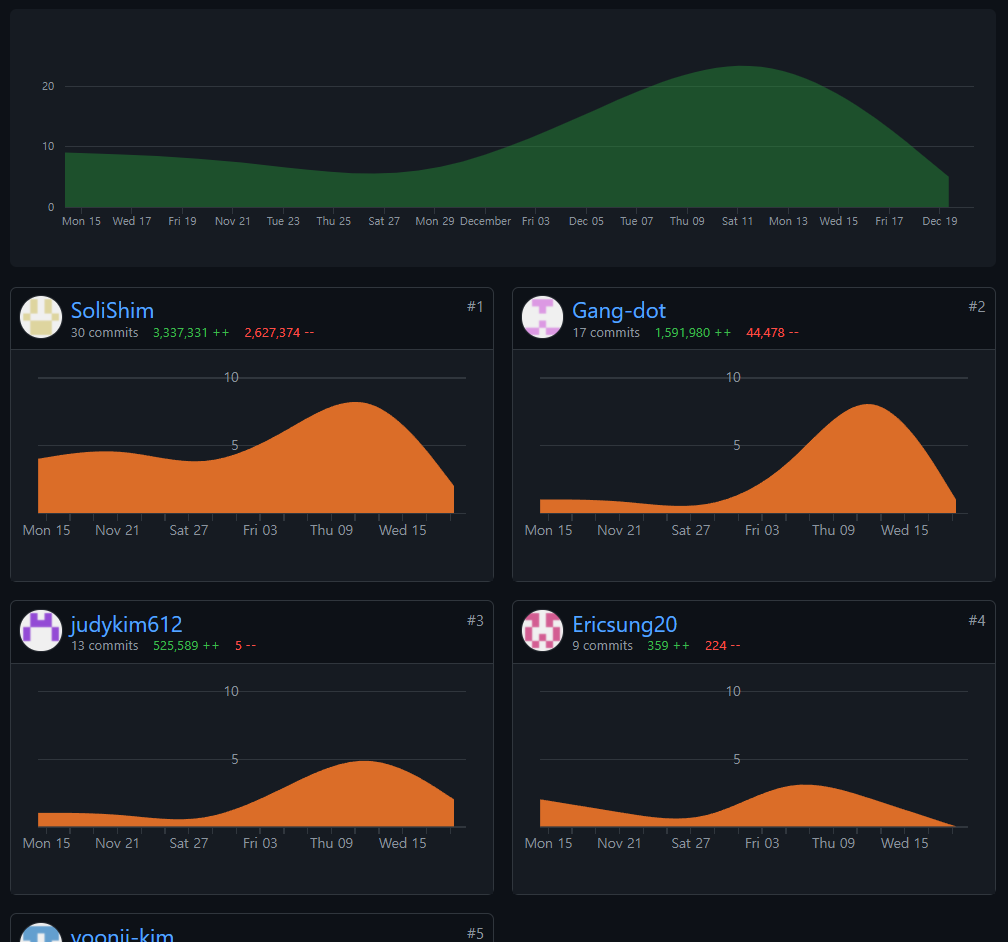 20
10
0
Mon 15 Wed 17 Fri 19 Nov 21 Tue 23 Thu 25 Sat 27 Mon 29 December Fri 03 Dec 05 Tue 07 Thu 09 Sat 11 Mon 13 Wed 15 Fri 17 Dec 19
SoliShim #1
30 commits 3,337,331 ++ 2,627,374 --
10
5
Mon 15 Nov 21 Sat 27 Fri 03 Thu 09 Wed 15
Gang-dot #2
17 commits 1,591,980 ++ 44,478 --
10
5
Mon 15 Nov 21 Sat 27 Fri 03 Thu 09 Wed 15
judykim612 #3
13 commits 525,589 ++ 5 --
10
5
Mon 15 Nov 21 Sat 27 Fri 03 Thu 09 Wed 15
Ericsung20 #4
9 commits 359 ++ 224 --
10
5
Mon 15 Nov 21 Sat 27 Fri 03 Thu 09 Wed 15
yoonji-kim #5